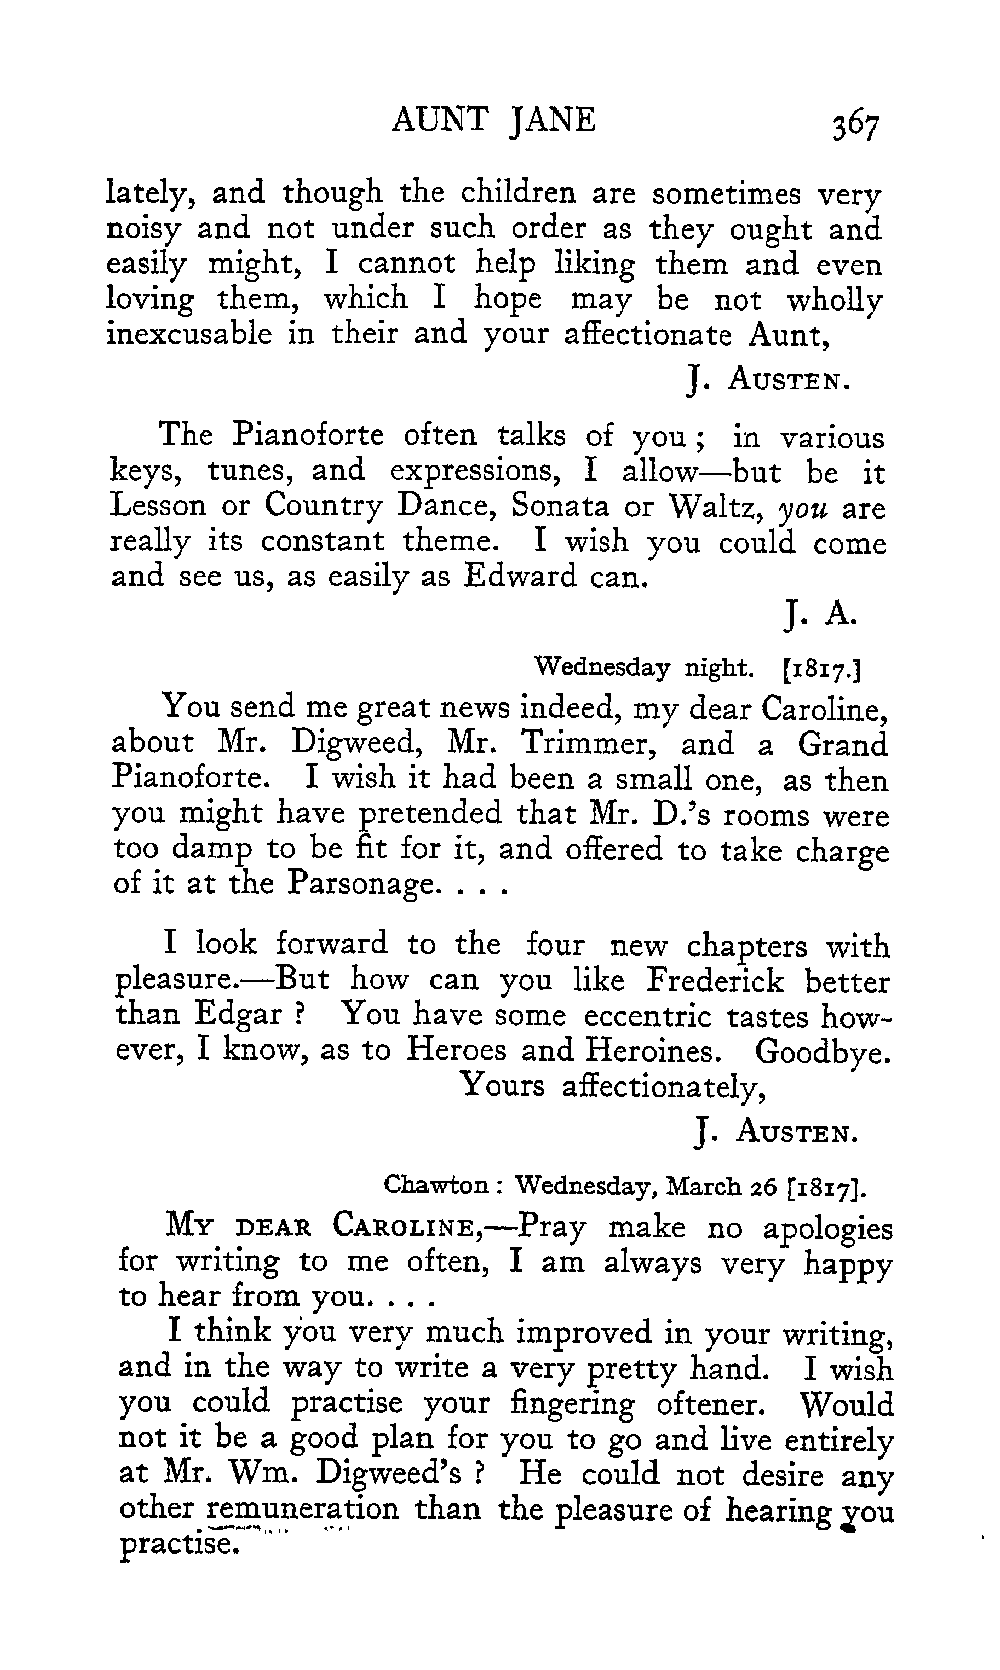 AUNT JANE 367
lately, and though the children are sometimes very
noisy and not under such order as they ought and
easily might, I cannot help liking them and even
loving them, which I hope may be not wholly
inexcusable in their and your affectionate Aunt,
J. AUSTEN.
The Pianoforte often talks of you ; in various
keys, tunes, and expressions, I allow—but be it
Lesson or Country Dance, Sonata or Waltz, you are
really its constant theme. I wish you could come
and see us, as easily as Edward can.
J. A.
Wednesday night. [1817.]
You send me great news indeed, my dear Caroline,
about Mr. Digweed, Mr. Trimmer, and a Grand
Pianoforte. I wish it had been a small one, as then
you might have pretended that Mr. D.'s rooms were
too damp to be fit for it, and offered to take charge
of it at the Parsonage. . . .
I look forward to the four new chapters with
pleasure.—But how can you like Frederick better
than Edgar ? You have some eccentric tastes how-
ever, I know, as to Heroes and Heroines. Goodbye.
Yours affectionately,
J. AUSTEN.
Chawton : Wednesday, March 26 [1817].
MY DEAR CAROLINE,—Pray make no apologies
for writing to me often, I am always very happy
to hear from you. . . .
I think you very much improved in your writing,
and in the way to write a very pretty hand. I wish
you could practise your fingering oftener. Would
not it be a good plan for you to go and live entirely
at Mr. Wm. Digweed's ? He could not desire any
other remuneration than the pleasure of hearing you
practise.